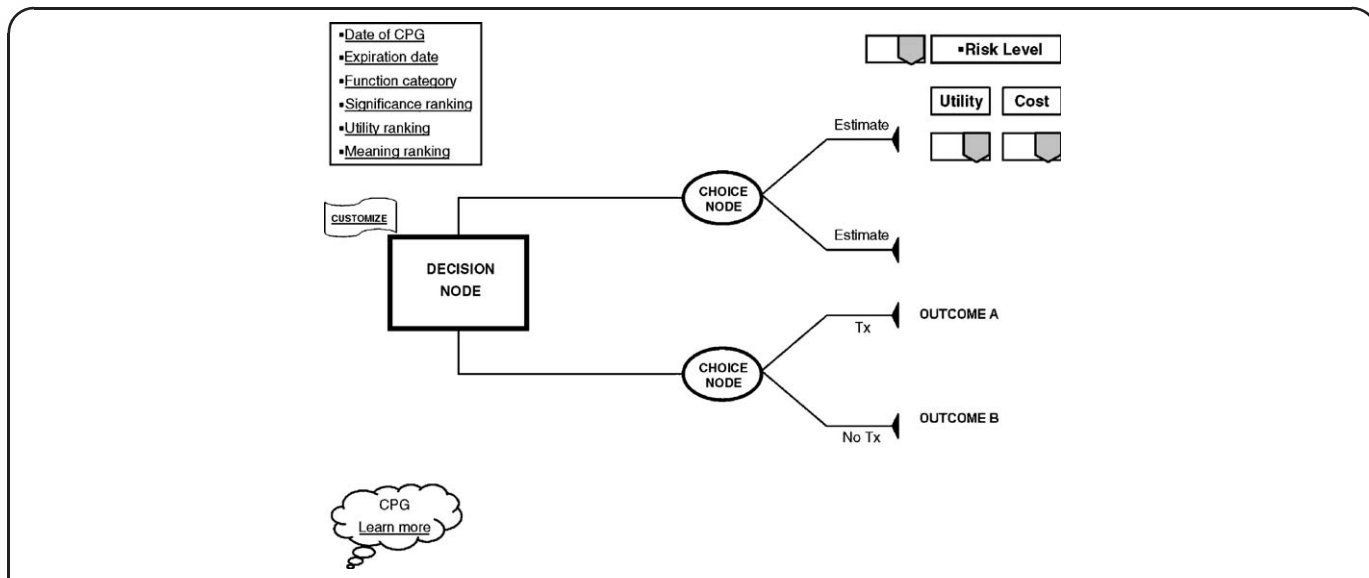 ▪Date of CPG
▪Expiration date
▪Function category
▪Significance ranking
▪Utility ranking
▪Meaning ranking
▪Risk Level
Utility
Cost
Estimate
CHOICE
NODE
Estimate
CUSTOMIZE
DECISION
NODE
Tx
OUTCOME A
CHOICE
NODE
No Tx
OUTCOME B
CPG
Learn more